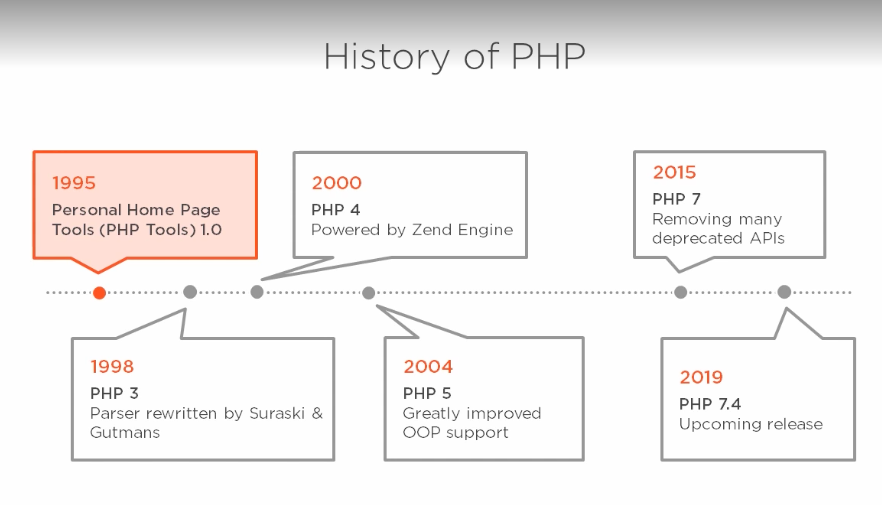 History of PHP
1995
Personal Home Page
Tools (PHP Tools) 1.0
2000
PHP 4
Powered by Zend Engine
2015
PHP 7
Removing many
deprecated APIs
1998
PHP 3
Parser rewritten by Suraski &
Gutmans
2004
PHP 5
Greatly improved
OOP support
2019
PHP 7.4
Upcoming release